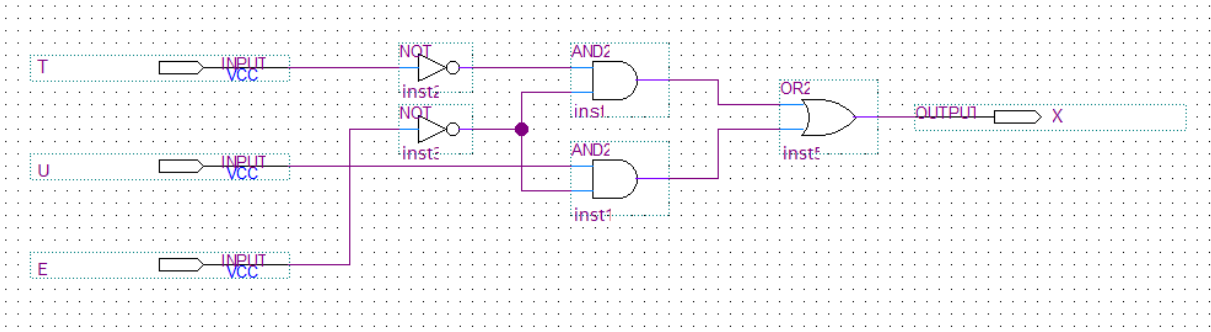 T
INPUT
VCC
NOT
inst2
AND2
inst
OR2
inst5
OUTPUT
X
NOT
inst3
U
INPUT
VCC
AND2
inst1
E
INPUT
VCC